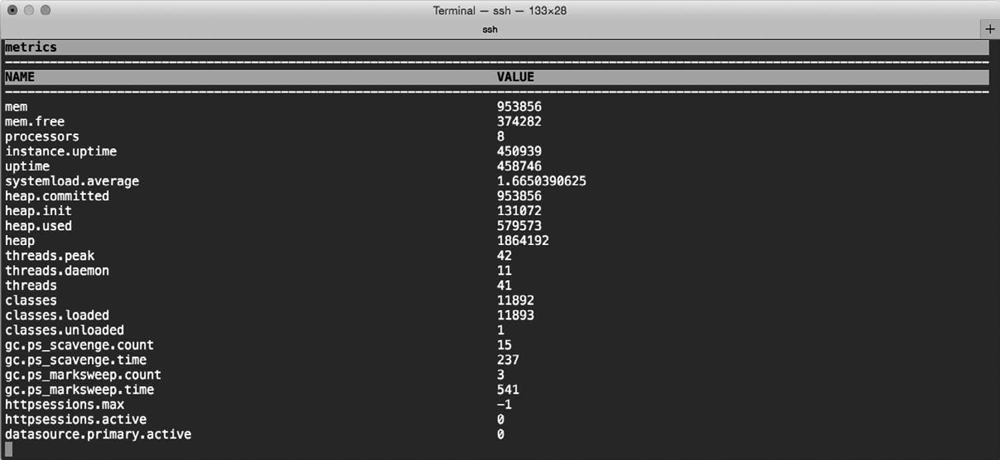 Terminal — ssh — 133×28
ssh
+
metrics
NAME VALUE
mem 953856
mem.free 374282
processors 8
instance.uptime 450939
uptime 458746
systemload.average 1.6650390625
heap.committed 953856
heap.init 131072
heap.used 579573
heap 1864192
threads.peak 42
threads.daemon 11
threads 41
classes 11892
classes.loaded 11893
classes.unloaded 1
gc.ps_scavenge.count 15
gc.ps_scavenge.time 237
gc.ps_marksweep.count 3
gc.ps_marksweep.time 541
httpsessions.max -1
httpsessions.active 0
datasource.primary.active 0